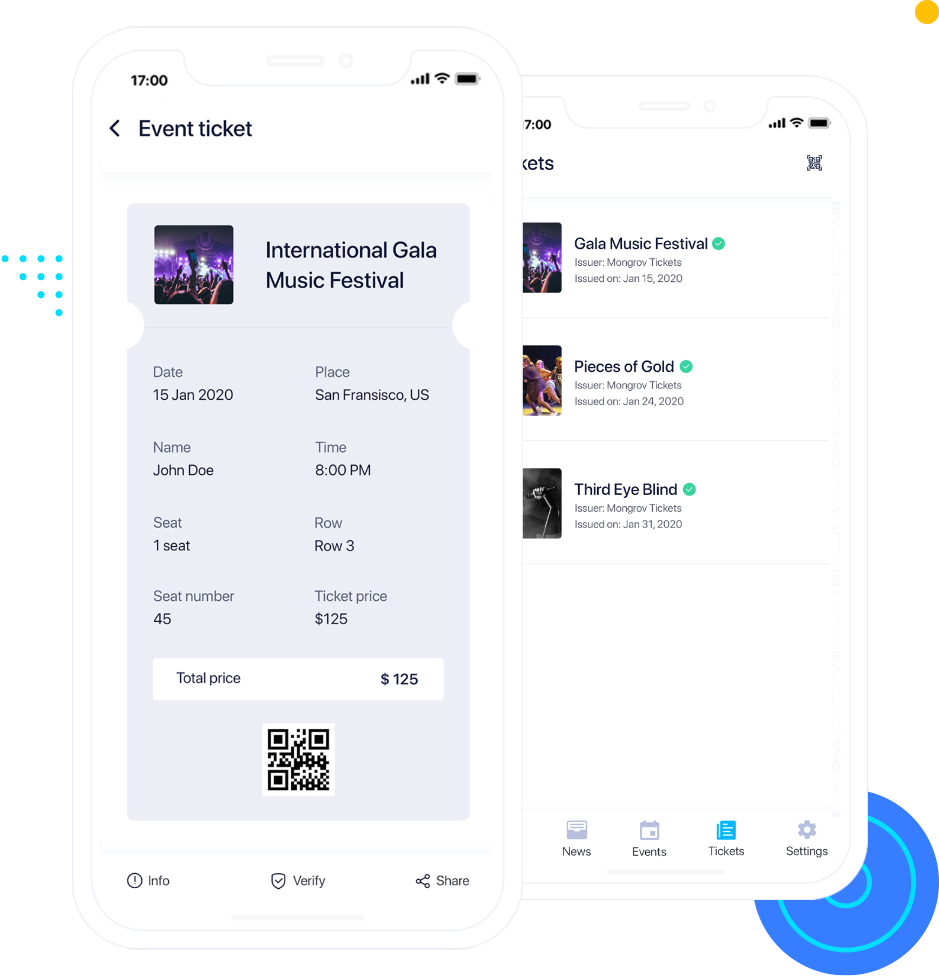 17:00
Event ticket
International Gala
Music Festival
Date
Place
15 Jan 2020
San Fransisco, US
Name
Time
John Doe
8:00 PM
Seat
Row
1 seat
Row 3
Seat number
Ticket price
45
$125
Total price
$ 125
Info
Verify
Share
7:00
kets
Gala Music Festival
Issuer: Mongrov Tickets
Issued on: Jan 15, 2020
Pieces of Gold
Issuer: Mongrov Tickets
Issued on: Jan 24, 2020
Third Eye Blind
Issuer: Mongrov Tickets
Issued on: Jan 31, 2020
News
Events
Tickets
Settings